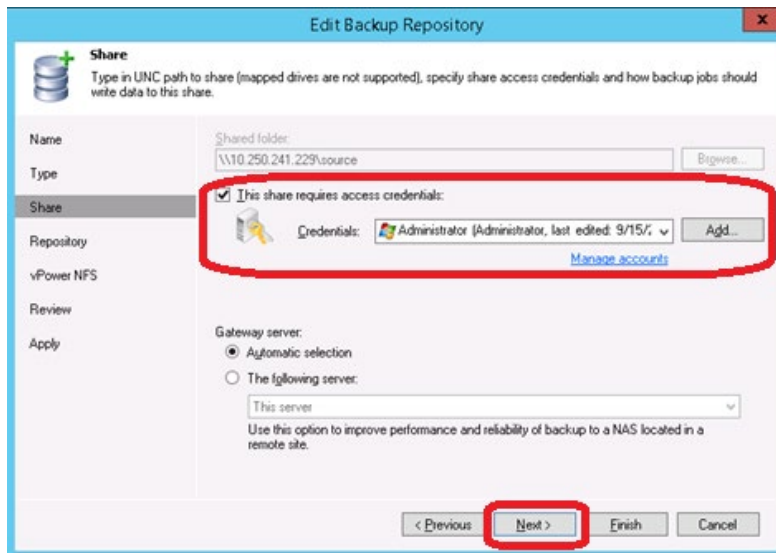 Edit Backup Repository
x
Share
Type in UNC path to share (mapped drives are not supported), specify share access credentials and how backup jobs should
write data to this share.
Name
Type
Share
Repository
vPower NFS
Review
Apply
Shared folder:
\\10.250.241.229\source
Browse...
This share requires access credentials:
Credentials:
Administrator (Administrator, last edited: 9/15/2
Add...
Manage accounts
Gateway server:
Automatic selection
The following server:
This server
Use this option to improve performance and reliability of backup to a NAS located in a
remote site.
< Previous
Next >
Finish
Cancel